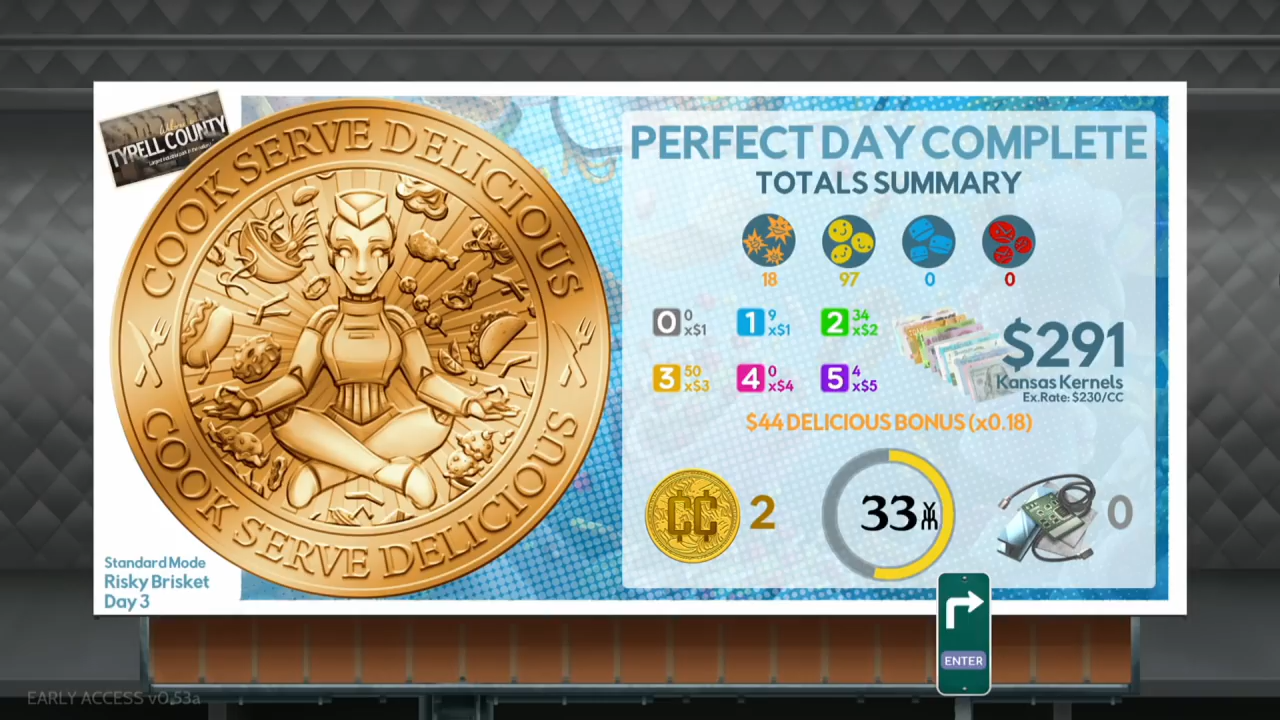 TYRELL COUNTY
COOK SERVE DELICIOUS
COOK SERVE DELICIOUS
PERFECT DAY COMPLETE
TOTALS SUMMARY
18 97 0 0
0 0 x$1 1 9 x$1 2 34 x$2
3 50 x$3 4 0 x$4 5 4 x$5
$291
Kansas Kernels
Ex.Rate: $230/CC
$44 DELICIOUS BONUS (x0.18)
CC 2 33 0
Standard Mode
Risky Brisket
Day 3
ENTER
EARLY ACCESS v0.53a